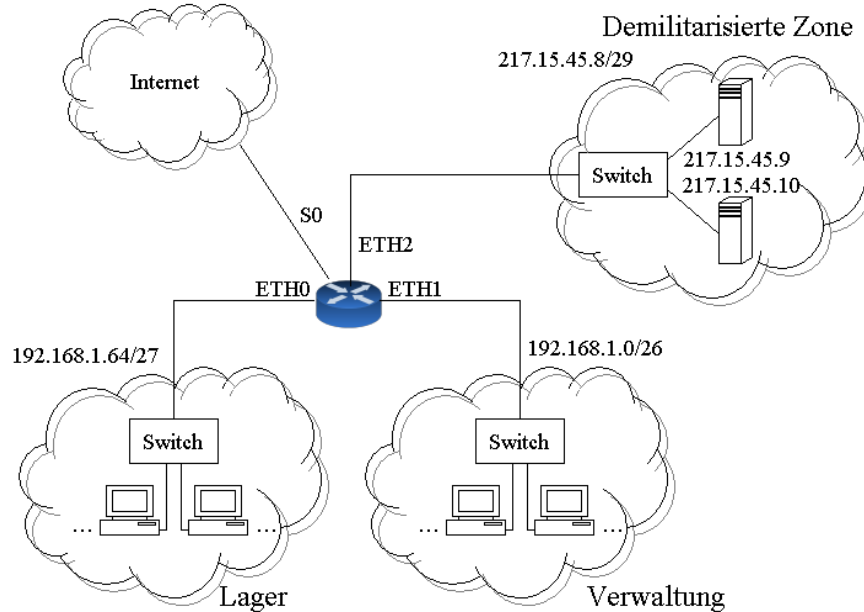 Demilitarisierte Zone
217.15.45.8/29
Internet
Switch
217.15.45.9
217.15.45.10
S0
ETH2
ETH0
ETH1
192.168.1.64/27
192.168.1.0/26
Switch
Switch
...
...
...
...
Lager
Verwaltung